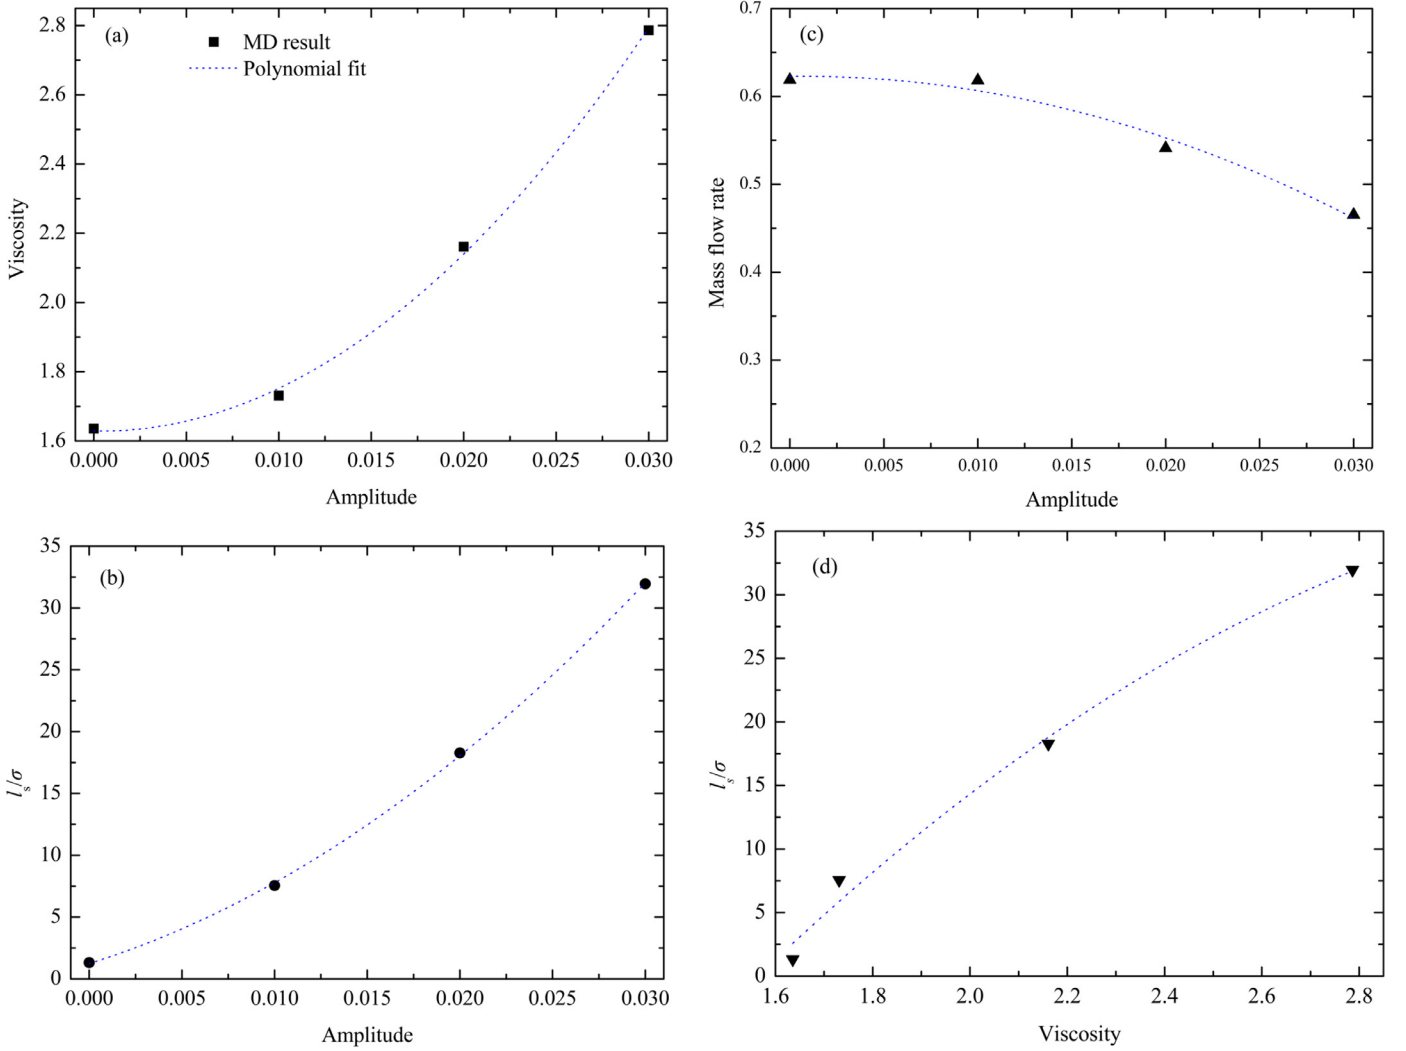 (a)
MD result
Polynomial fit
2.8
2.6
2.4
2.2
2.0
1.8
1.6
Viscosity
0.000 0.005 0.010 0.015 0.020 0.025 0.030
Amplitude
(c)
0.7
0.6
0.5
0.4
0.3
0.2
Mass flow rate
0.000 0.005 0.010 0.015 0.020 0.025 0.030
Amplitude
(b)
35
30
25
20
15
10
5
0
l_s/σ
0.000 0.005 0.010 0.015 0.020 0.025 0.030
Amplitude
(d)
35
30
25
20
15
10
5
0
l_s/σ
1.6 1.8 2.0 2.2 2.4 2.6 2.8
Viscosity